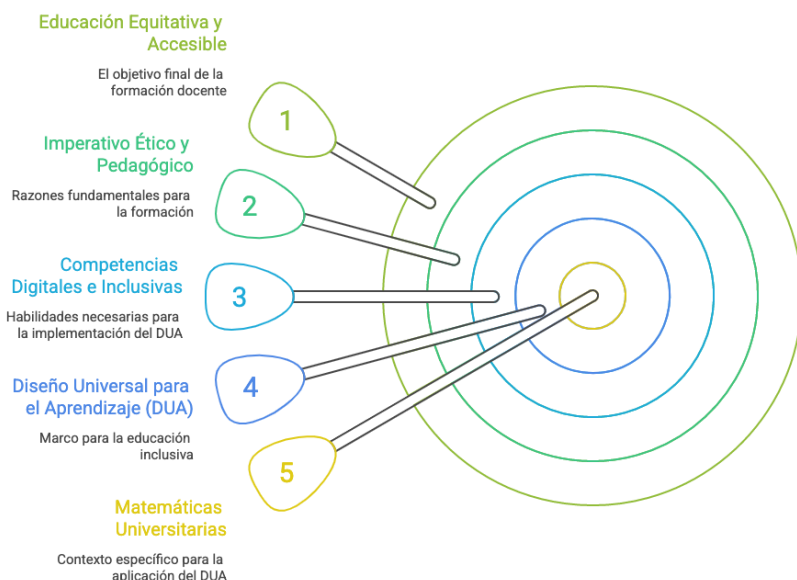 Educación Equitativa y
Accesible
El objetivo final de la
formación docente
1
Imperativo Ético y
Pedagógico
Razones fundamentales para
la formación
2
Competencias
Digitales e Inclusivas
Habilidades necesarias para
la implementación del DUA
3
Diseño Universal para
el Aprendizaje (DUA)
Marco para la educación
inclusiva
4
Matemáticas
Universitarias
Contexto específico para la
aplicación del DUA
5